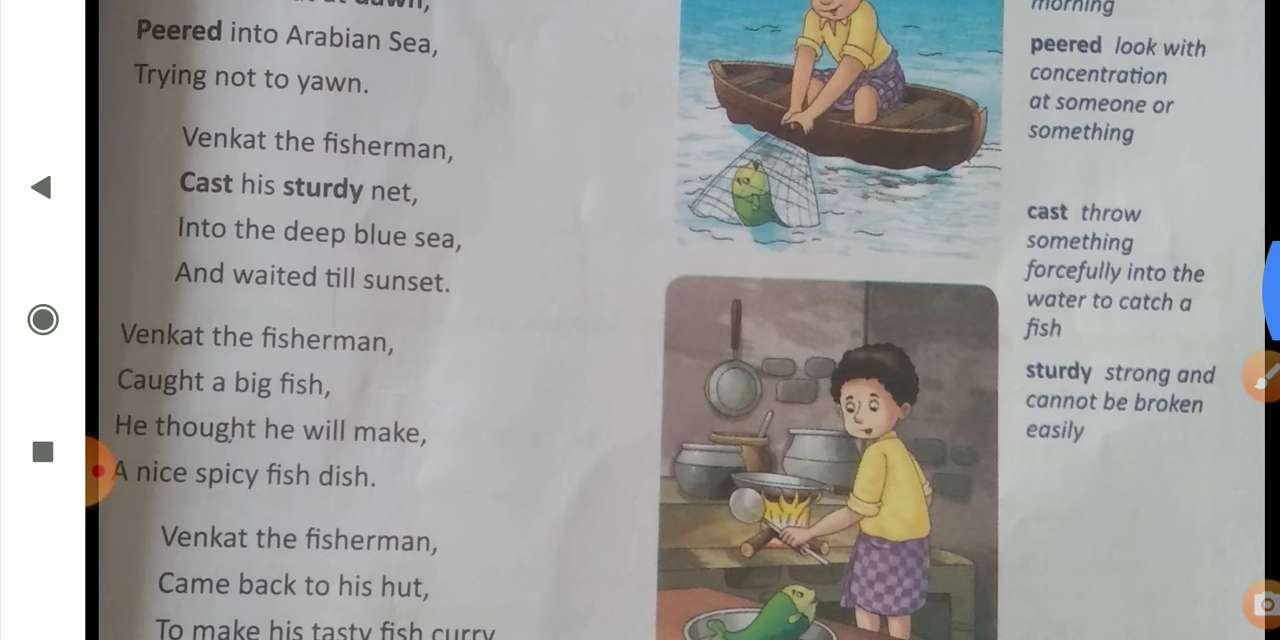 dawn,
Peered into Arabian Sea,
Trying not to yawn.
Venkat the fisherman,
Cast his sturdy net,
Into the deep blue sea,
And waited till sunset.
Venkat the fisherman,
Caught a big fish,
He thought he will make,
A nice spicy fish dish.
Venkat the fisherman,
Came back to his hut,
To make his tasty fish curry
morning
peered look with
concentration
at someone or
something
cast throw
something
forcefully into the
water to catch a
fish
sturdy strong and
cannot be broken
easily